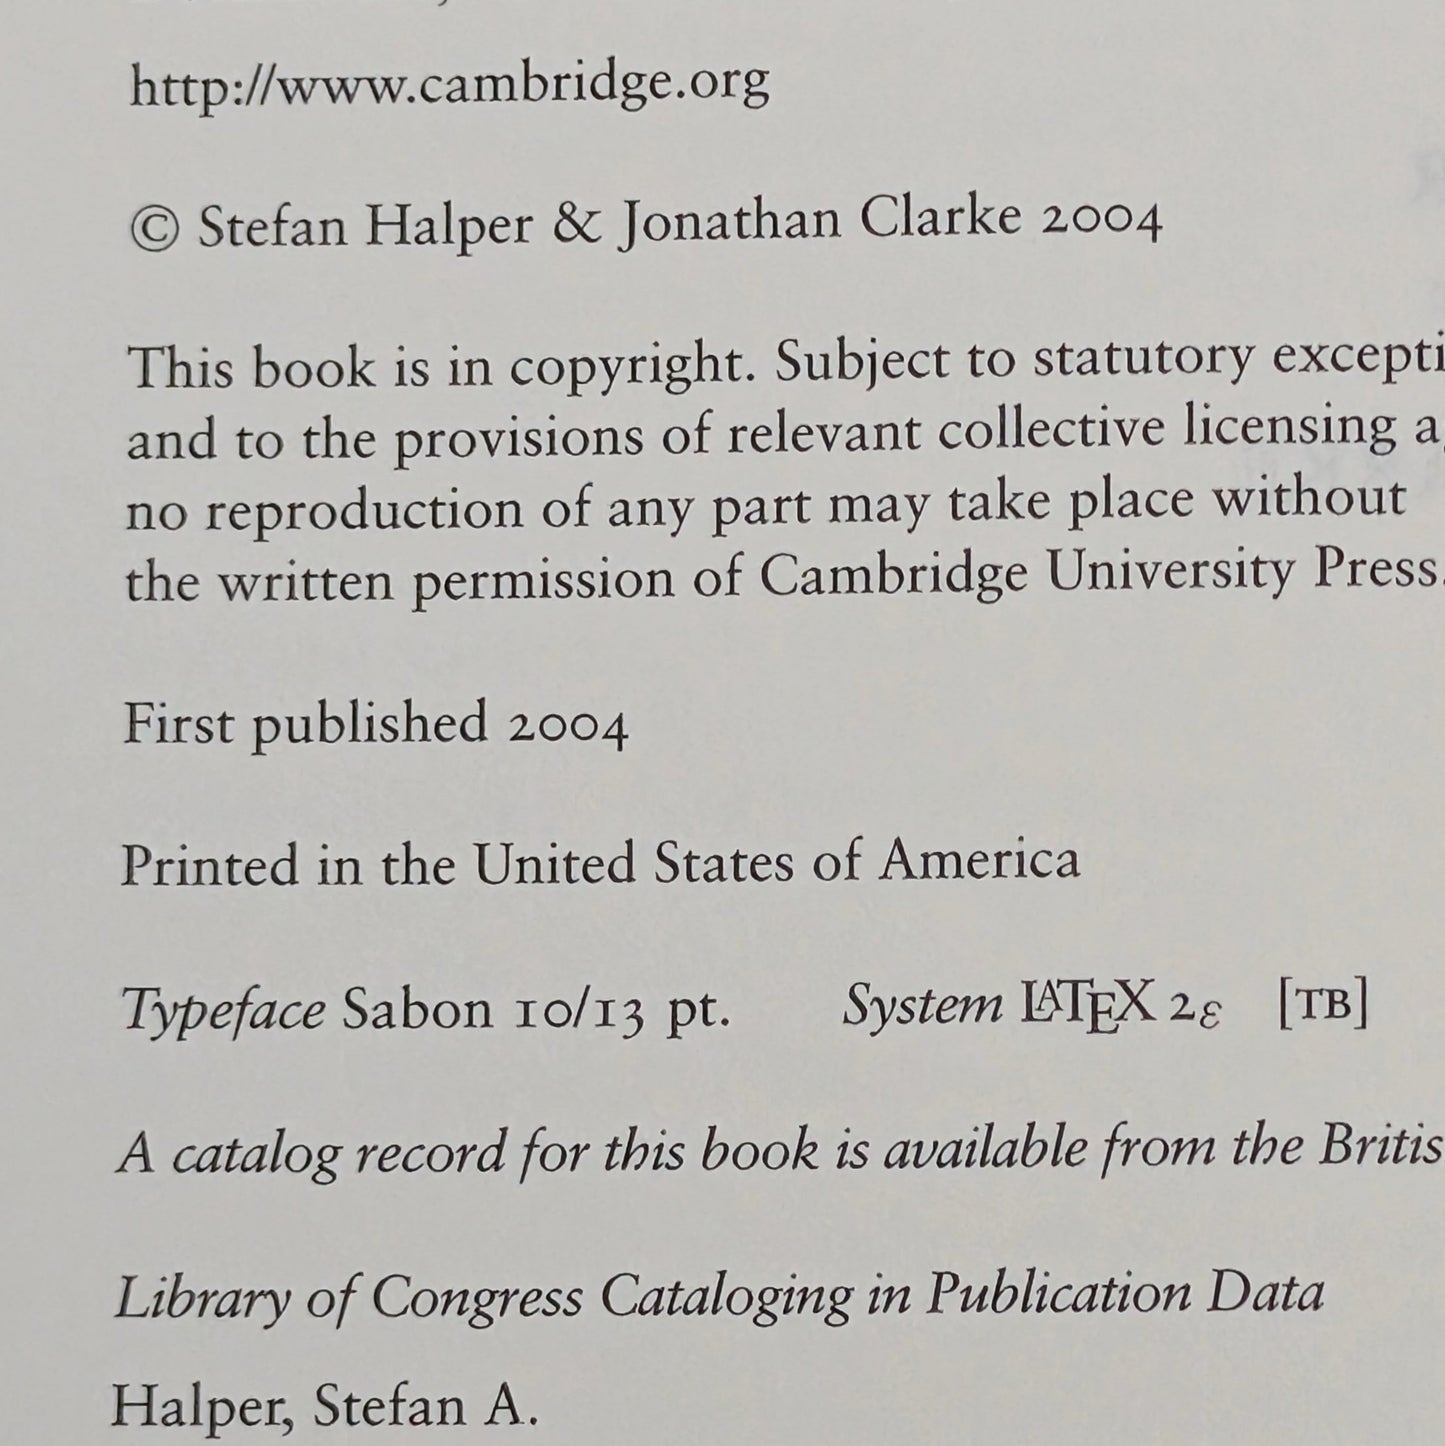 http://www.cambridge.org
© Stefan Halper & Jonathan Clarke 2004
This book is in copyright. Subject to statutory excepti
and to the provisions of relevant collective licensing a
no reproduction of any part may take place without
the written permission of Cambridge University Press.
First published 2004
Printed in the United States of America
Typeface Sabon 10/13 pt. System LATEX 2ε [TB]
A catalog record for this book is available from the Britis
Library of Congress Cataloging in Publication Data
Halper, Stefan A.